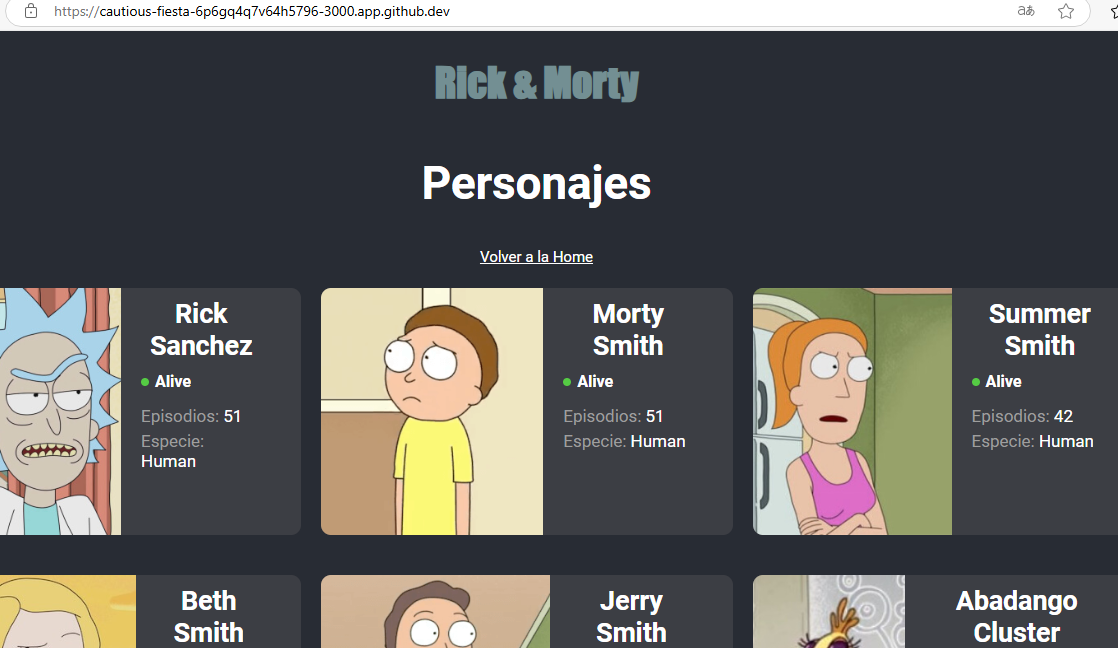 https://cautious-fiesta-6p6gq4q7v64h5796-3000.app.github.dev
Rick & Morty
Personajes
Volver a la Home
Rick
Sanchez
Alive
Episodios: 51
Especie:
Human
Morty
Smith
Alive
Episodios: 51
Especie: Human
Summer
Smith
Alive
Episodios: 42
Especie: Human
Beth
Smith
Jerry
Smith
Abadango
Cluster